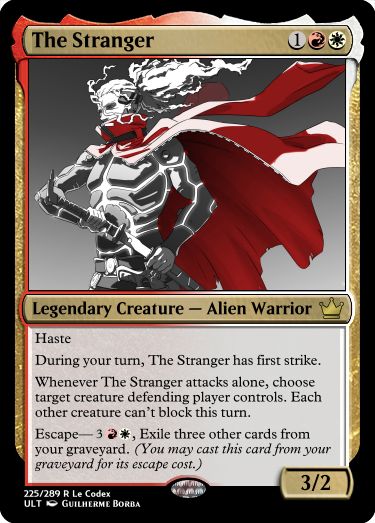 The Stranger 1
Legendary Creature — Alien Warrior
Haste
During your turn, The Stranger has first strike.
Whenever The Stranger attacks alone, choose
target creature defending player controls. Each
other creature can't block this turn.
Escape— 3 , Exile three other cards from
your graveyard. (You may cast this card from your
graveyard for its escape cost.)
3/2
225/289 R Le Codex
ULT Guilherme Borba